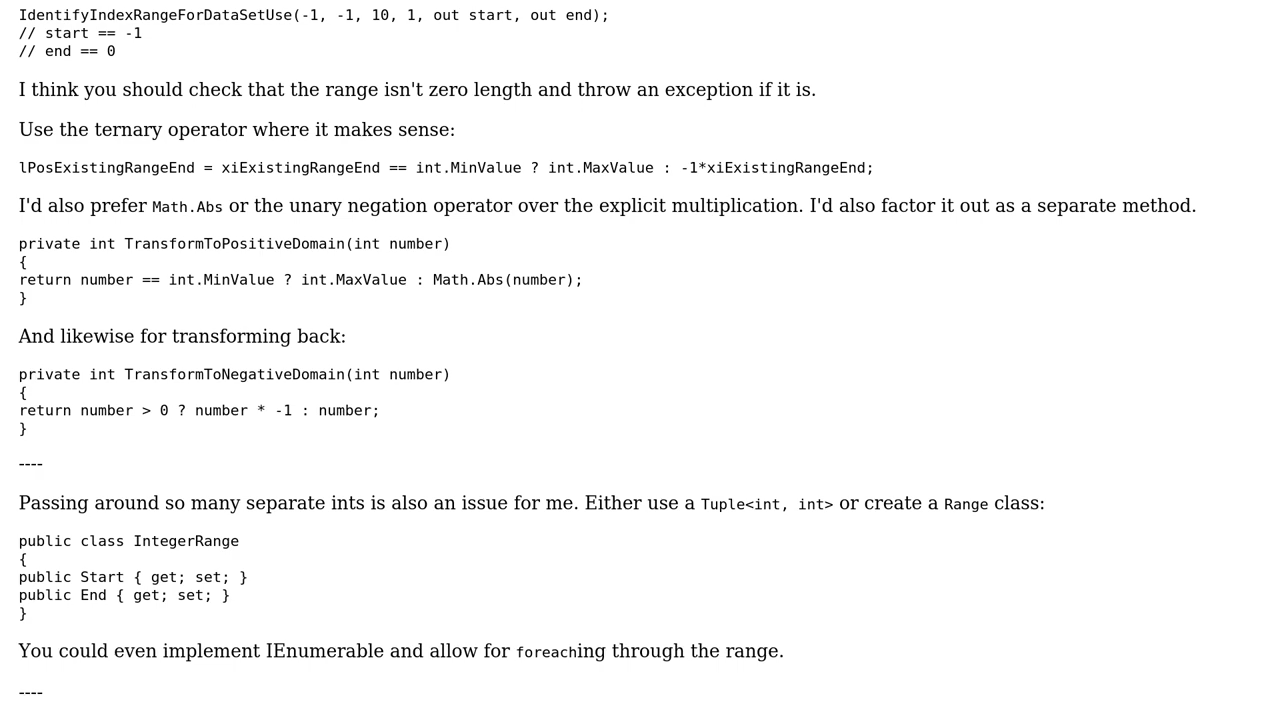 IdentifyIndexRangeForDataSetUse(-1, -1, 10, 1, out start, out end);
// start == -1
// end == 0
I think you should check that the range isn't zero length and throw an exception if it is.
Use the ternary operator where it makes sense:
lPosExistingRangeEnd = xiExistingRangeEnd == int.MinValue ? int.MaxValue : -1*xiExistingRangeEnd;
I'd also prefer Math.Abs or the unary negation operator over the explicit multiplication. I'd also factor it out as a separate method.
private int TransformToPositiveDomain(int number)
{
return number == int.MinValue ? int.MaxValue : Math.Abs(number);
}
And likewise for transforming back:
private int TransformToNegativeDomain(int number)
{
return number > 0 ? number * -1 : number;
}
----
Passing around so many separate ints is also an issue for me. Either use a Tuple<int, int> or create a Range class:
public class IntegerRange
{
public Start { get; set; }
public End { get; set; }
}
You could even implement IEnumerable and allow for foreaching through the range.
----